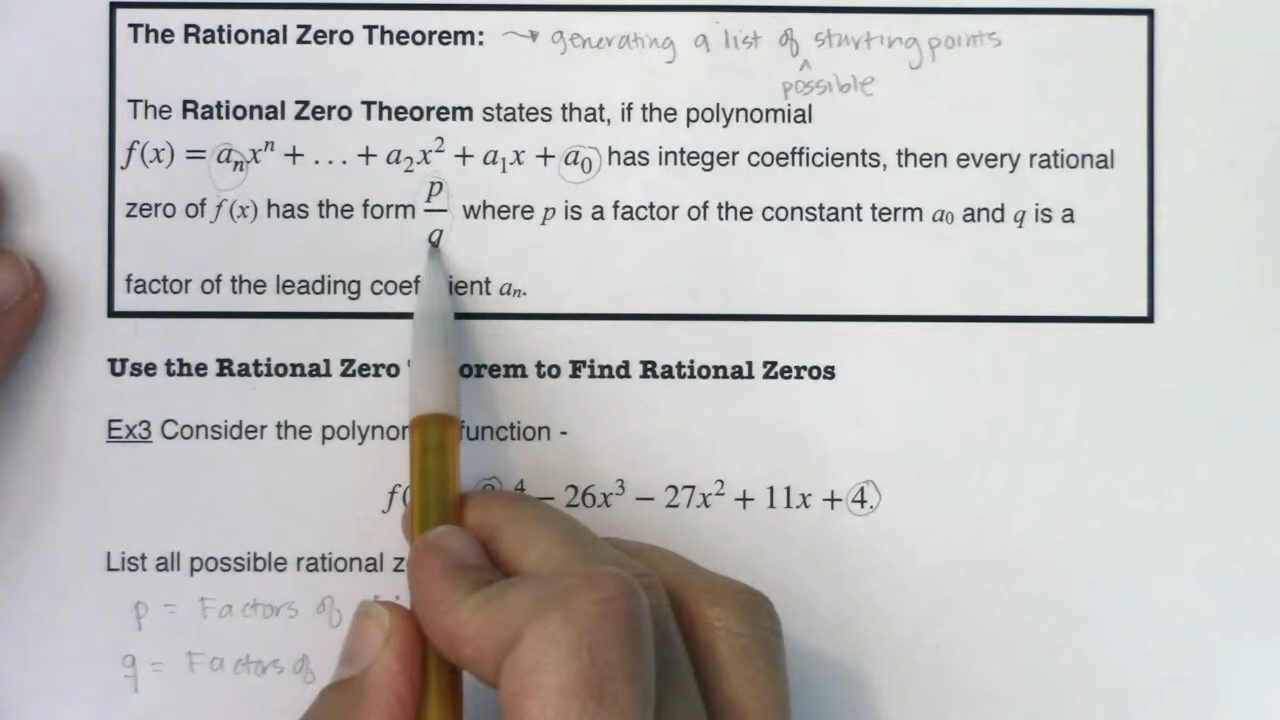 The Rational Zero Theorem: → generating a list of ^ starting points
possible
The Rational Zero Theorem states that, if the polynomial
f(x) = aₙxⁿ + … + a₂x² + a₁x + a₀ has integer coefficients, then every rational
zero of f(x) has the form p/q where p is a factor of the constant term a₀ and q is a
factor of the leading coef ient aₙ.
Use the Rational Zero orem to Find Rational Zeros
Ex3 Consider the polynor function -
f( 4 – 26x³ – 27x² + 11x + 4.
List all possible rational z
p = Factors of
q = Factors of